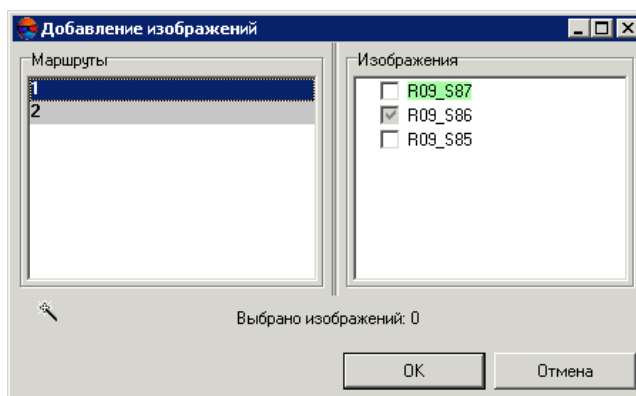 Добавление изображений
Маршруты
1
2
Изображения
R09_S87
R09_S86
R09_S85
Выбрано изображений: 0
OK
Отмена